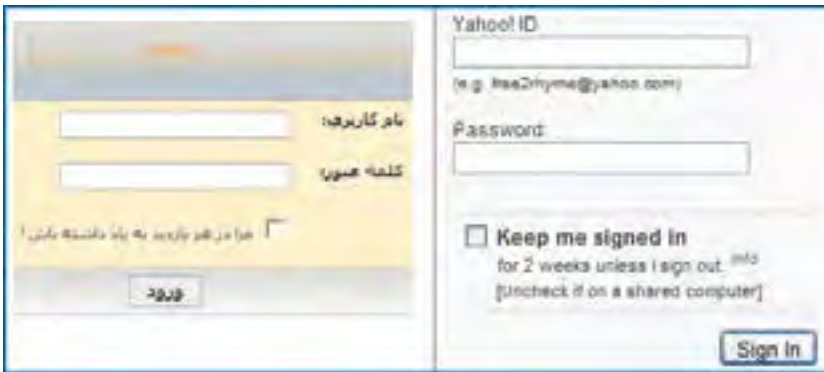 نام کاربری:
کلمه عبور:
مرا در هر بازدید به یاد داشته باش !
ورود
Yahoo! ID
(e.g. free2rhyme@yahoo.com)
Password:
Keep me signed in
for 2 weeks unless I sign out. Info
[Uncheck if on a shared computer]
Sign In